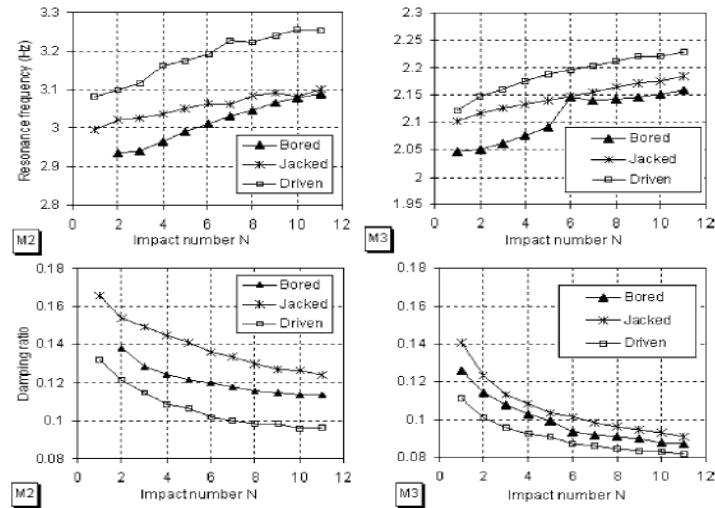 3.3
3.2
3.1
3
2.9
2.8
Resonance frequency (Hz)
Bored
Jacked
Driven
0 2 4 6 8 10 12
M2
Impact number N
2.3
2.25
2.2
2.15
2.1
2.05
2
1.95
Bored
Jacked
Driven
0 2 4 6 8 10 12
M3
Impact number N
0.18
0.16
0.14
0.12
0.1
0.08
Damping ratio
Bored
Jacked
Driven
0 2 4 6 8 10 12
M2
Impact number N
0.18
0.16
0.14
0.12
0.1
0.08
Bored
Jacked
Driven
0 2 4 6 8 10 12
M3
Impact number N